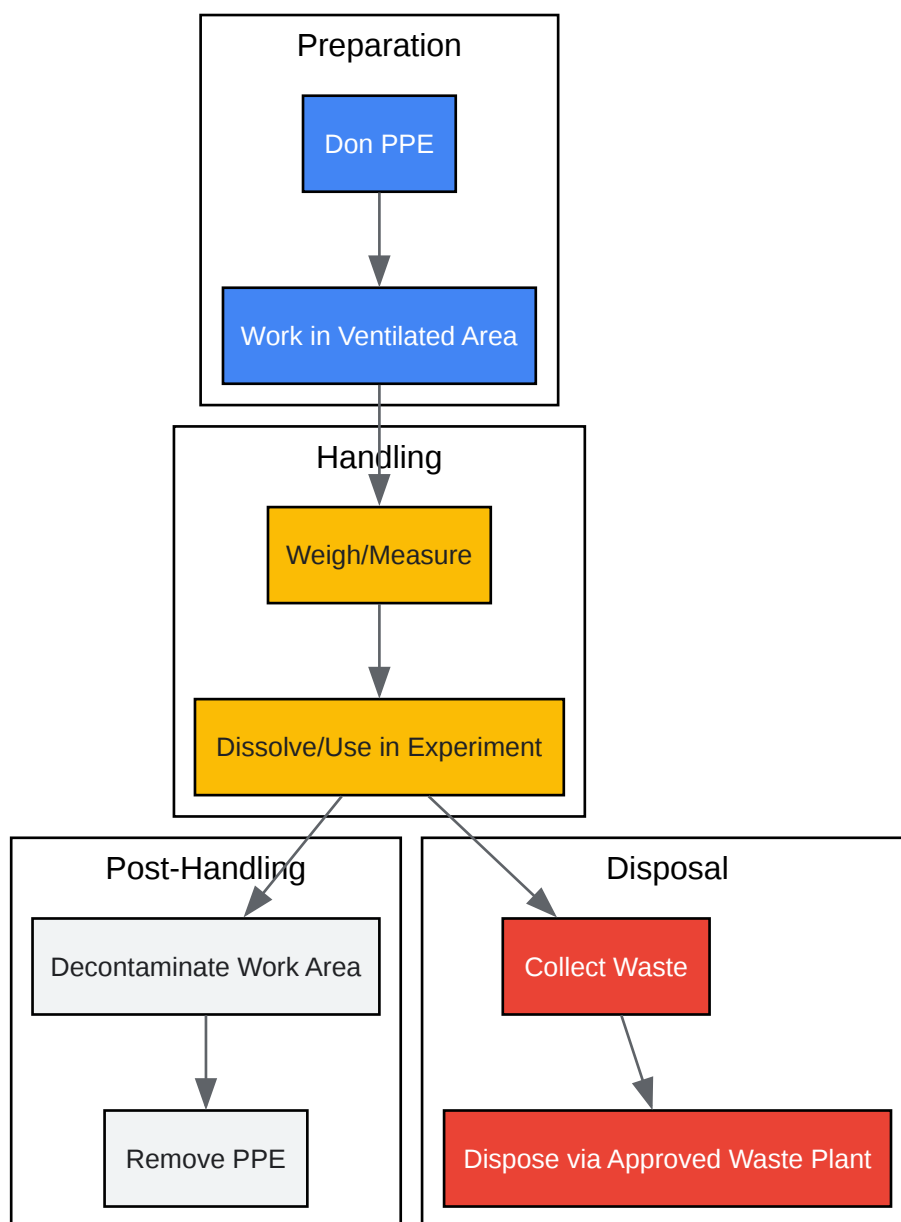 Preparation
Don PPE
Work in Ventilated Area
Handling
Weigh/Measure
Dissolve/Use in Experiment
Post-Handling
Decontaminate Work Area
Remove PPE
Disposal
Collect Waste
Dispose via Approved Waste Plant